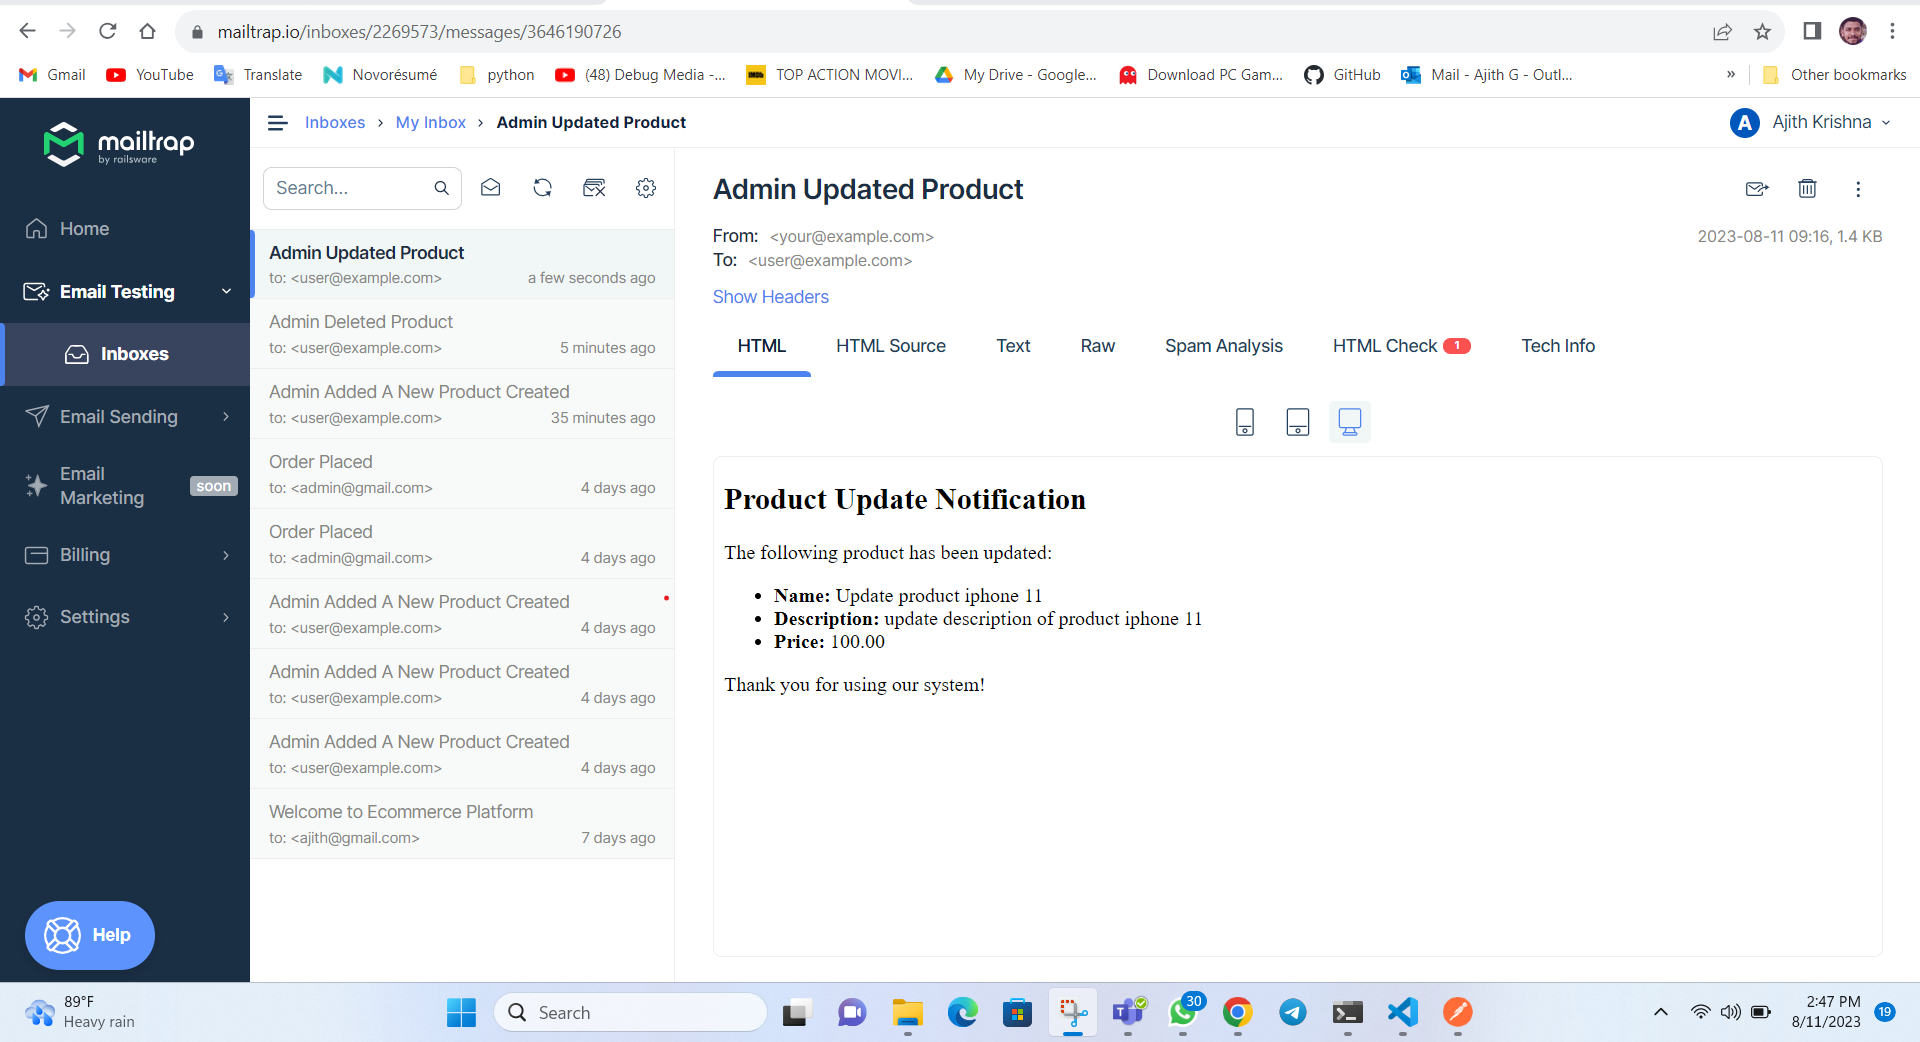 mailtrap.io/inboxes/2269573/messages/3646190726
Gmail YouTube Translate Novorésumé python (48) Debug Media -... TOP ACTION MOVI... My Drive - Google... Download PC Gam... GitHub Mail - Ajith G - Outl... » Other bookmarks
mailtrap
by railsware
Home
Email Testing
Inboxes
Email Sending
Email
Marketing
soon
Billing
Settings
Help
Inboxes › My Inbox › Admin Updated Product
A Ajith Krishna
Search...
Admin Updated Product
to: <user@example.com> a few seconds ago
Admin Deleted Product
to: <user@example.com> 5 minutes ago
Admin Added A New Product Created
to: <user@example.com> 35 minutes ago
Order Placed
to: <admin@gmail.com> 4 days ago
Order Placed
to: <admin@gmail.com> 4 days ago
Admin Added A New Product Created
to: <user@example.com> 4 days ago
Admin Added A New Product Created
to: <user@example.com> 4 days ago
Admin Added A New Product Created
to: <user@example.com> 4 days ago
Welcome to Ecommerce Platform
to: <ajith@gmail.com> 7 days ago
Admin Updated Product
From: <your@example.com>
2023-08-11 09:16, 1.4 KB
To: <user@example.com>
Show Headers
HTML HTML Source Text Raw Spam Analysis HTML Check 1 Tech Info
Product Update Notification
The following product has been updated:
• Name: Update product iphone 11
• Description: update description of product iphone 11
• Price: 100.00
Thank you for using our system!
89°F
Heavy rain
Search
30
2:47 PM
8/11/2023
19